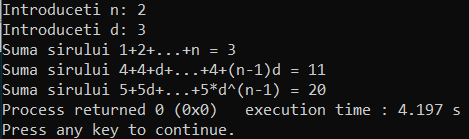 Introduceti n: 2
Introduceti d: 3
Suma sirului 1+2+...+n = 3
Suma sirului 4+4+d+...+4+(n-1)d = 11
Suma sirului 5+5d+...+5*d^(n-1) = 20
Process returned 0 (0x0)   execution time : 4.197 s
Press any key to continue.